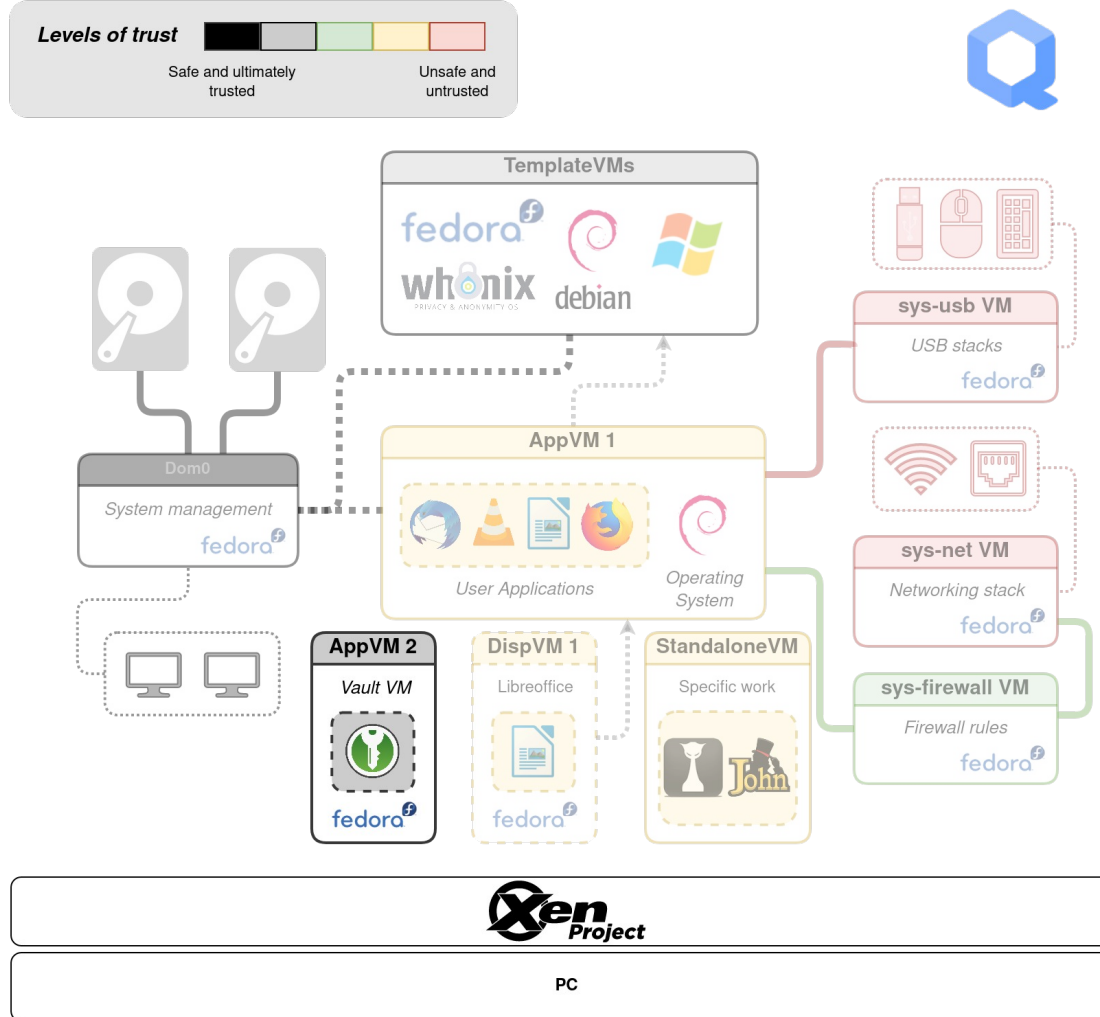 Levels of trust
Safe and ultimately
trusted
Unsafe and
untrusted
TemplateVMs
fedora
whonix
PRIVACY & ANONYMITY OS
debian
sys-usb VM
USB stacks
fedora
AppVM 1
User Applications
Operating
System
Dom0
System management
fedora
sys-net VM
Networking stack
fedora
AppVM 2
Vault VM
fedora
DispVM 1
Libreoffice
fedora
StandaloneVM
Specific work
John
sys-firewall VM
Firewall rules
fedora
Xen
Project
PC